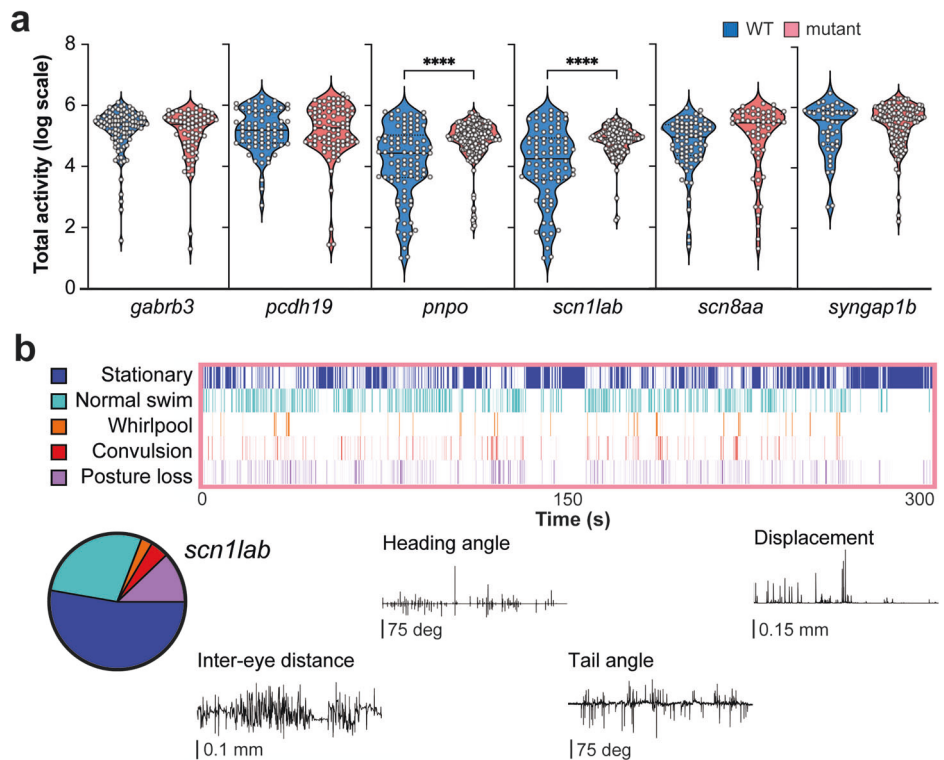 a
WT
mutant
Total activity (log scale)
8
6
4
2
0
****
****
gabrb3
pcdh19
pnpo
scn1lab
scn8aa
syngap1b
b
Stationary
Normal swim
Whirlpool
Convulsion
Posture loss
0
150
300
Time (s)
scn1lab
Heading angle
75 deg
Displacement
0.15 mm
Inter-eye distance
0.1 mm
Tail angle
75 deg